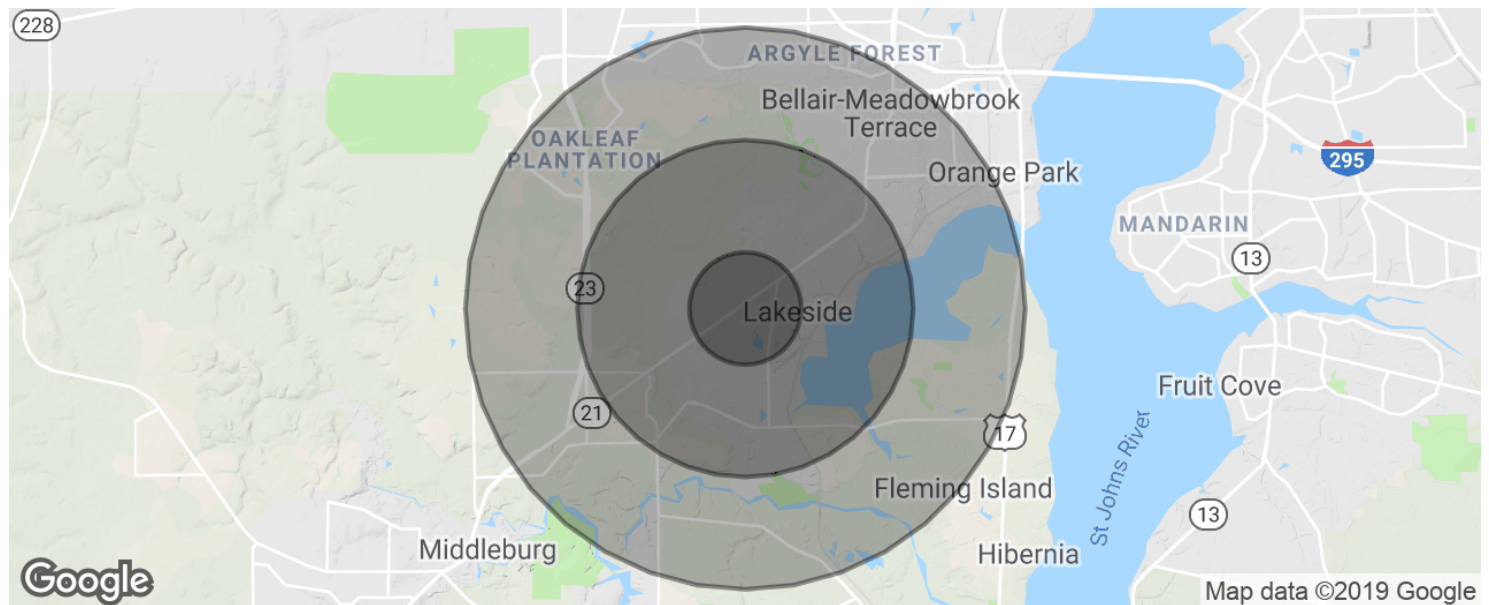 228
ARGYLE FOREST
Bellair-Meadowbrook
Terrace
OAKLEAF
PLANTATION
295
Orange Park
MANDARIN
13
23
Lakeside
Fruit Cove
21
17
St Johns River
Fleming Island
13
Middleburg
Hibernia
Google
Map data ©2019 Google